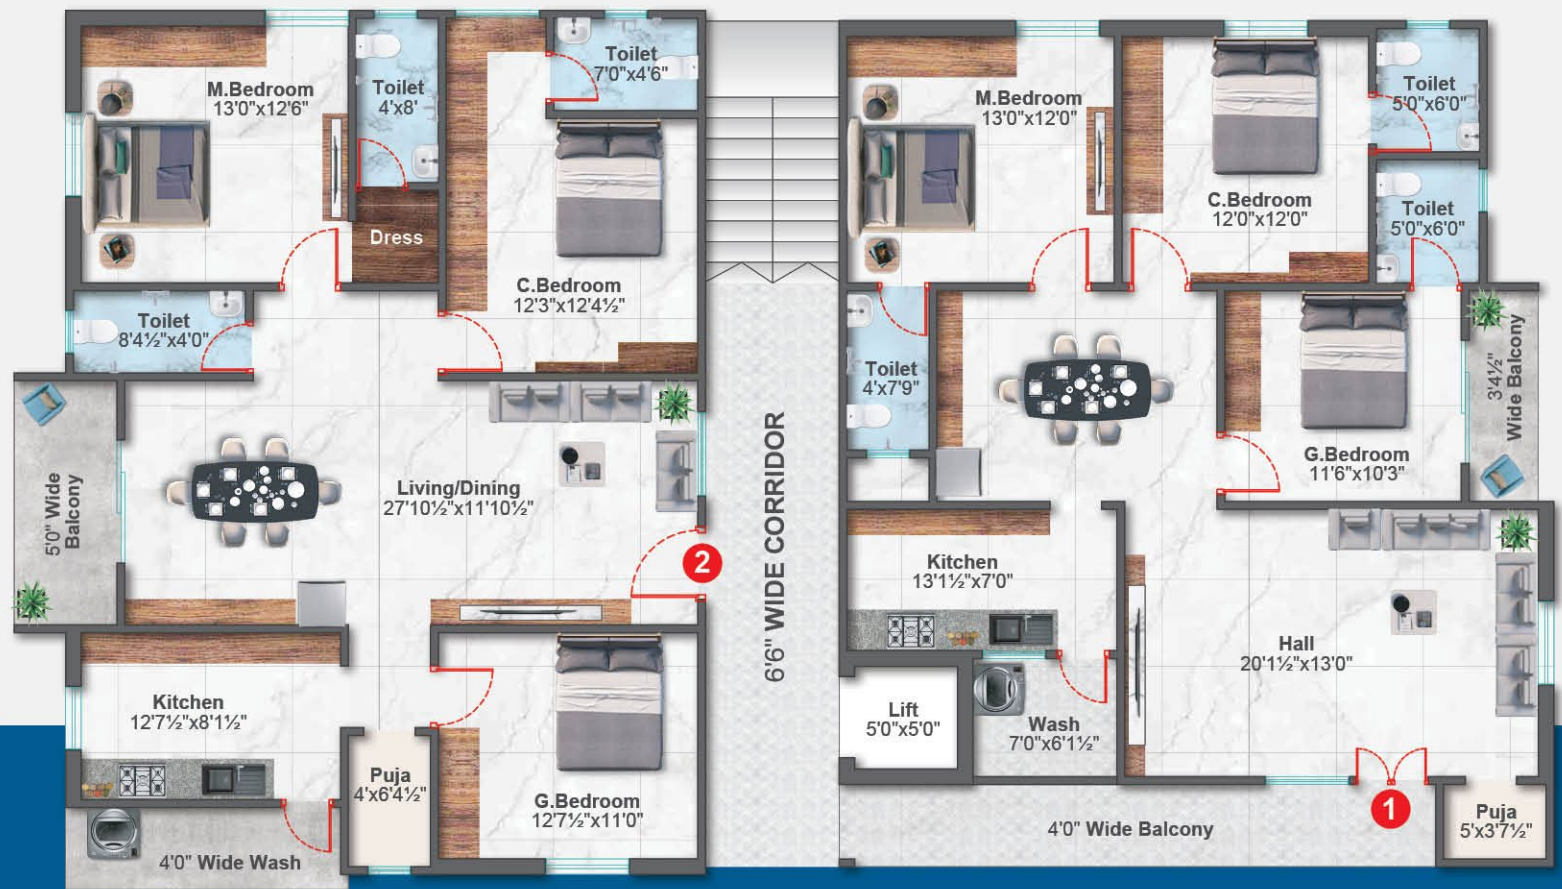 M.Bedroom
13'0"x12'6"
Toilet
4'x8'
Toilet
7'0"x4'6"
Dress
C.Bedroom
12'3"x12'4½"
Toilet
8'4½"x4'0"
5'0" Wide
Balcony
Living/Dining
27'10½"x11'10½"
2
Kitchen
12'7½"x8'1½"
Puja
4'x6'4½"
G.Bedroom
12'7½"x11'0"
4'0" Wide Wash
6'6" WIDE CORRIDOR
M.Bedroom
13'0"x12'0"
C.Bedroom
12'0"x12'0"
Toilet
5'0"x6'0"
Toilet
5'0"x6'0"
Toilet
4'x7'9"
G.Bedroom
11'6"x10'3"
3'4½"
Wide Balcony
Kitchen
13'1½"x7'0"
Hall
20'1½"x13'0"
Lift
5'0"x5'0"
Wash
7'0"x6'1½"
4'0" Wide Balcony
1
Puja
5'x3'7½"